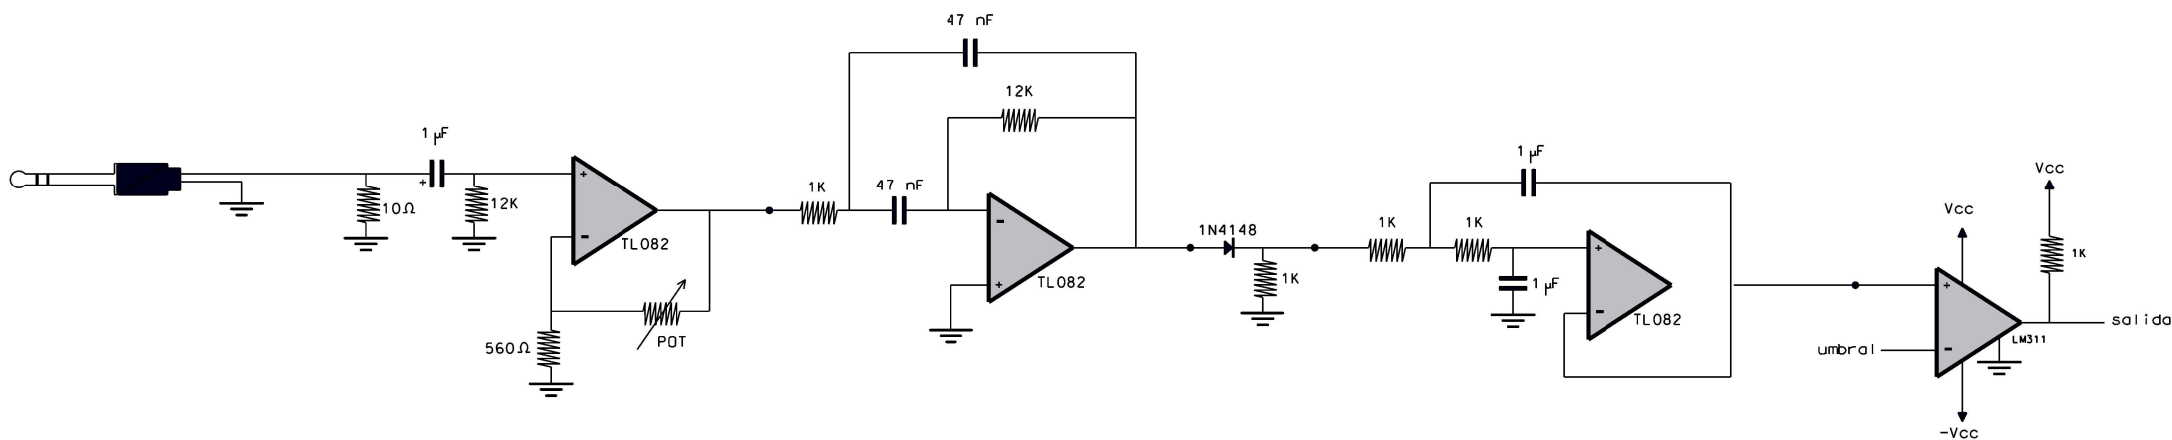 1 µF
10Ω
12K
+
+
-
TL082
560Ω
POT
1K
47 nF
47 nF
12K
-
+
TL082
1N4148
1K
1K
1K
1 µF
1 µF
+
-
TL082
Vcc
Vcc
1K
+
-
umbral
LM311
salida
-Vcc